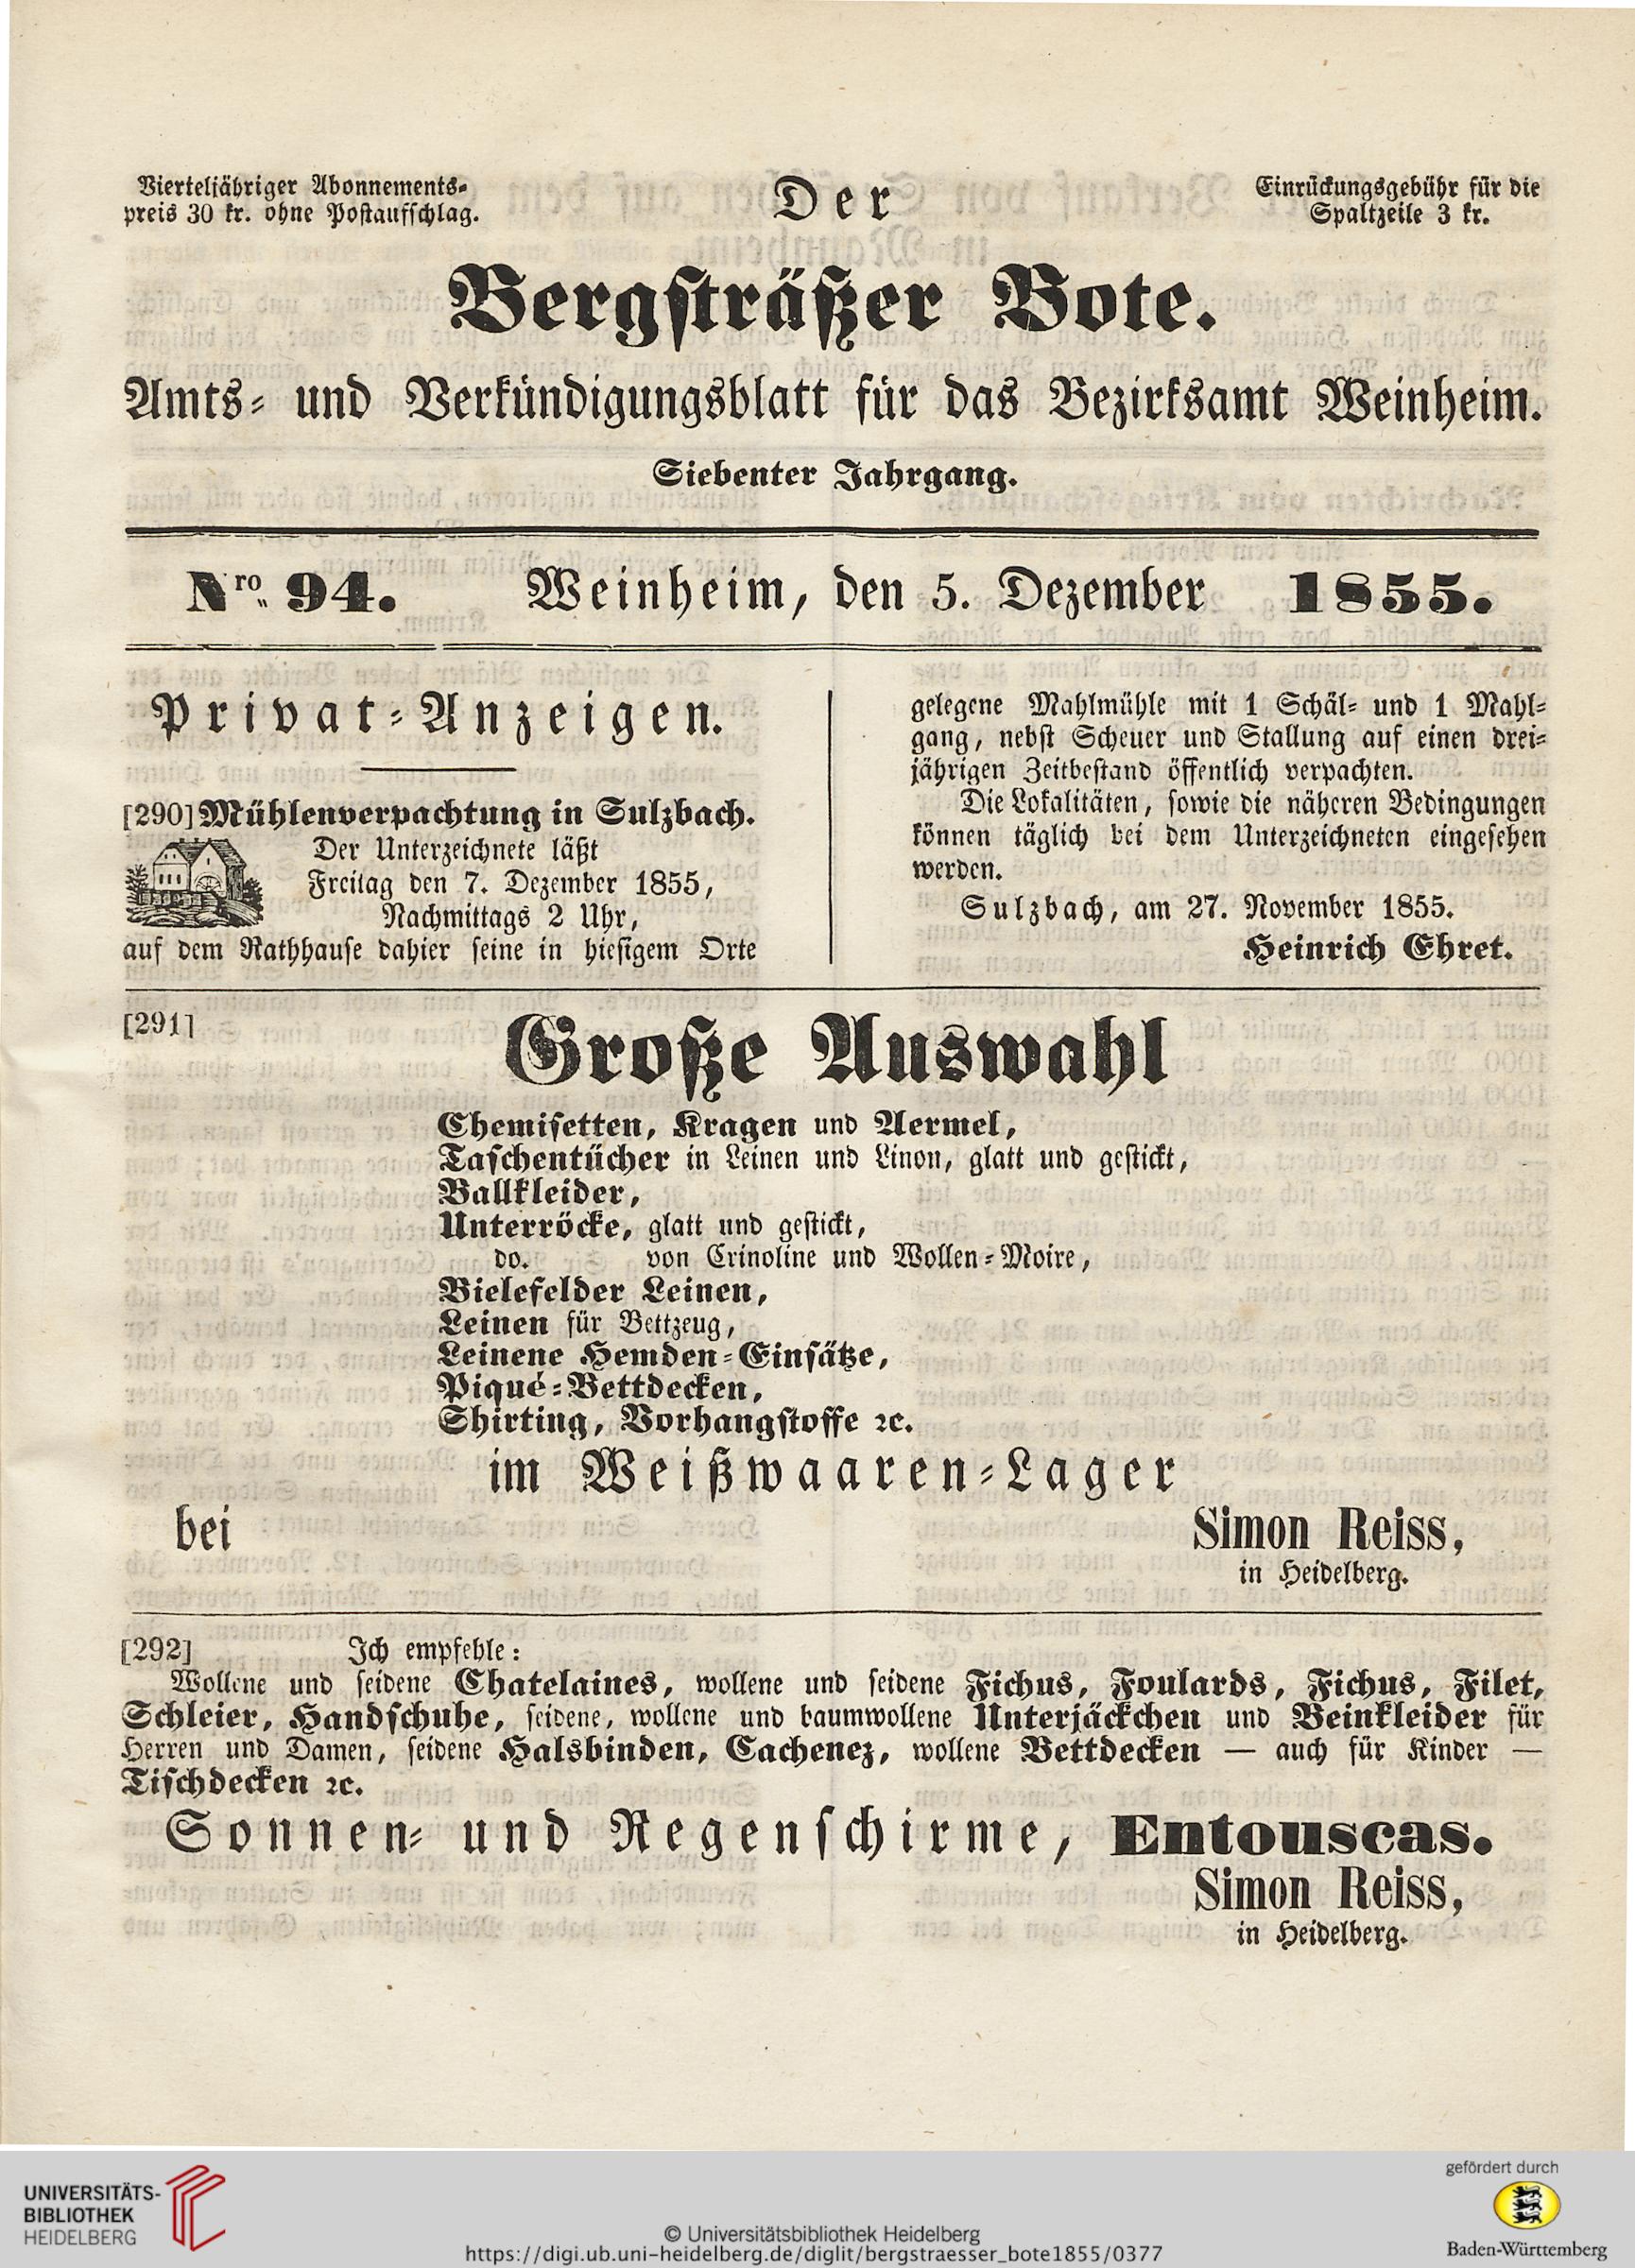 Vierteljähriger Abonnements-
preis 30 kr. ohne Postaufschlag.
Der
Einrückungsgebühr für die
Spaltzeile 3 kr.
Bergsträßer Bote.
Amts- und Verkündigungsblatt für das Bezirksamt Weinheim.
Siebenter Jahrgang.
Nro. 94. Weinheim, den 5. Dezember 1855.
Privat-Anzeigen.
[290] Mühlenverpachtung in Sulzbach.
Der Unterzeichnete läßt
Freitag den 7. Dezember 1855,
Nachmittags 2 Uhr,
auf dem Rathhause dahier seine in hiesigem Orte
gelegene Mahlmühle mit 1 Schäl- und 1 Mahl-
gang, nebst Scheuer und Stallung auf einen drei-
jährigen Zeitbestand öffentlich verpachten.
Die Lokalitäten, sowie die näheren Bedingungen
können täglich bei dem Unterzeichneten eingesehen
werden.
Sulzbach, am 27. November 1855.
Heinrich Ehret.
[291]
Große Auswahl
Chemisetten, Kragen und Aermel,
Taschentücher in Leinen und Linon, glatt und gestickt,
Ballkleider,
Unterröcke, glatt und gestickt,
do. von Crinoline und Wollen-Moire,
Bielefelder Leinen,
Leinen für Bettzeug,
Leinene Hemden-Einsätze,
Piqué-Bettdecken,
Shirting, Vorhangstoffe ꝛc.
im Weißwaaren-Lager
bei Simon Reiss,
in Heidelberg.
[292] Ich empfehle:
Wollene und seidene Chatelaines, wollene und seidene Fichus, Foulards, Fichus, Filet,
Schleier, Handschuhe, seidene, wollene und baumwollene Unterjäckchen und Beinkleider für
Herren und Damen, seidene Halsbinden, Cachenez, wollene Bettdecken — auch für Kinder —
Tischdecken ꝛc.
Sonnen- und Regenschirme, Entouscas.
Simon Reiss,
in Heidelberg.
UNIVERSITÄTS-
BIBLIOTHEK
HEIDELBERG
© Universitätsbibliothek Heidelberg
https://digi.ub.uni-heidelberg.de/diglit/bergstraesser_bote1855/0377
gefördert durch
Baden-Württemberg